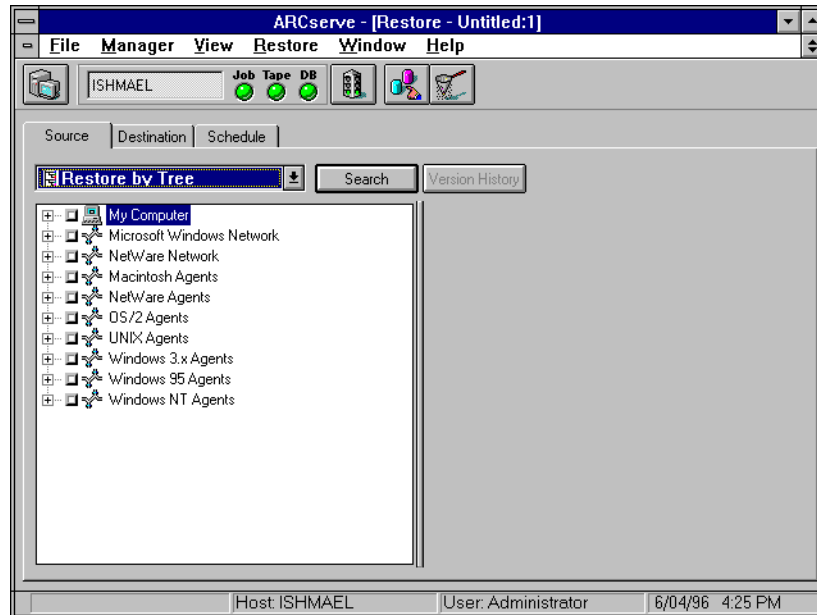 ARCserve - [Restore - Untitled:1]
File Manager View Restore Window Help
ISHMAEL Job Tape DB
Source Destination Schedule
Restore by Tree Search Version History
My Computer
Microsoft Windows Network
NetWare Network
Macintosh Agents
NetWare Agents
OS/2 Agents
UNIX Agents
Windows 3.x Agents
Windows 95 Agents
Windows NT Agents
Host: ISHMAEL User: Administrator 6/04/96 4:25 PM